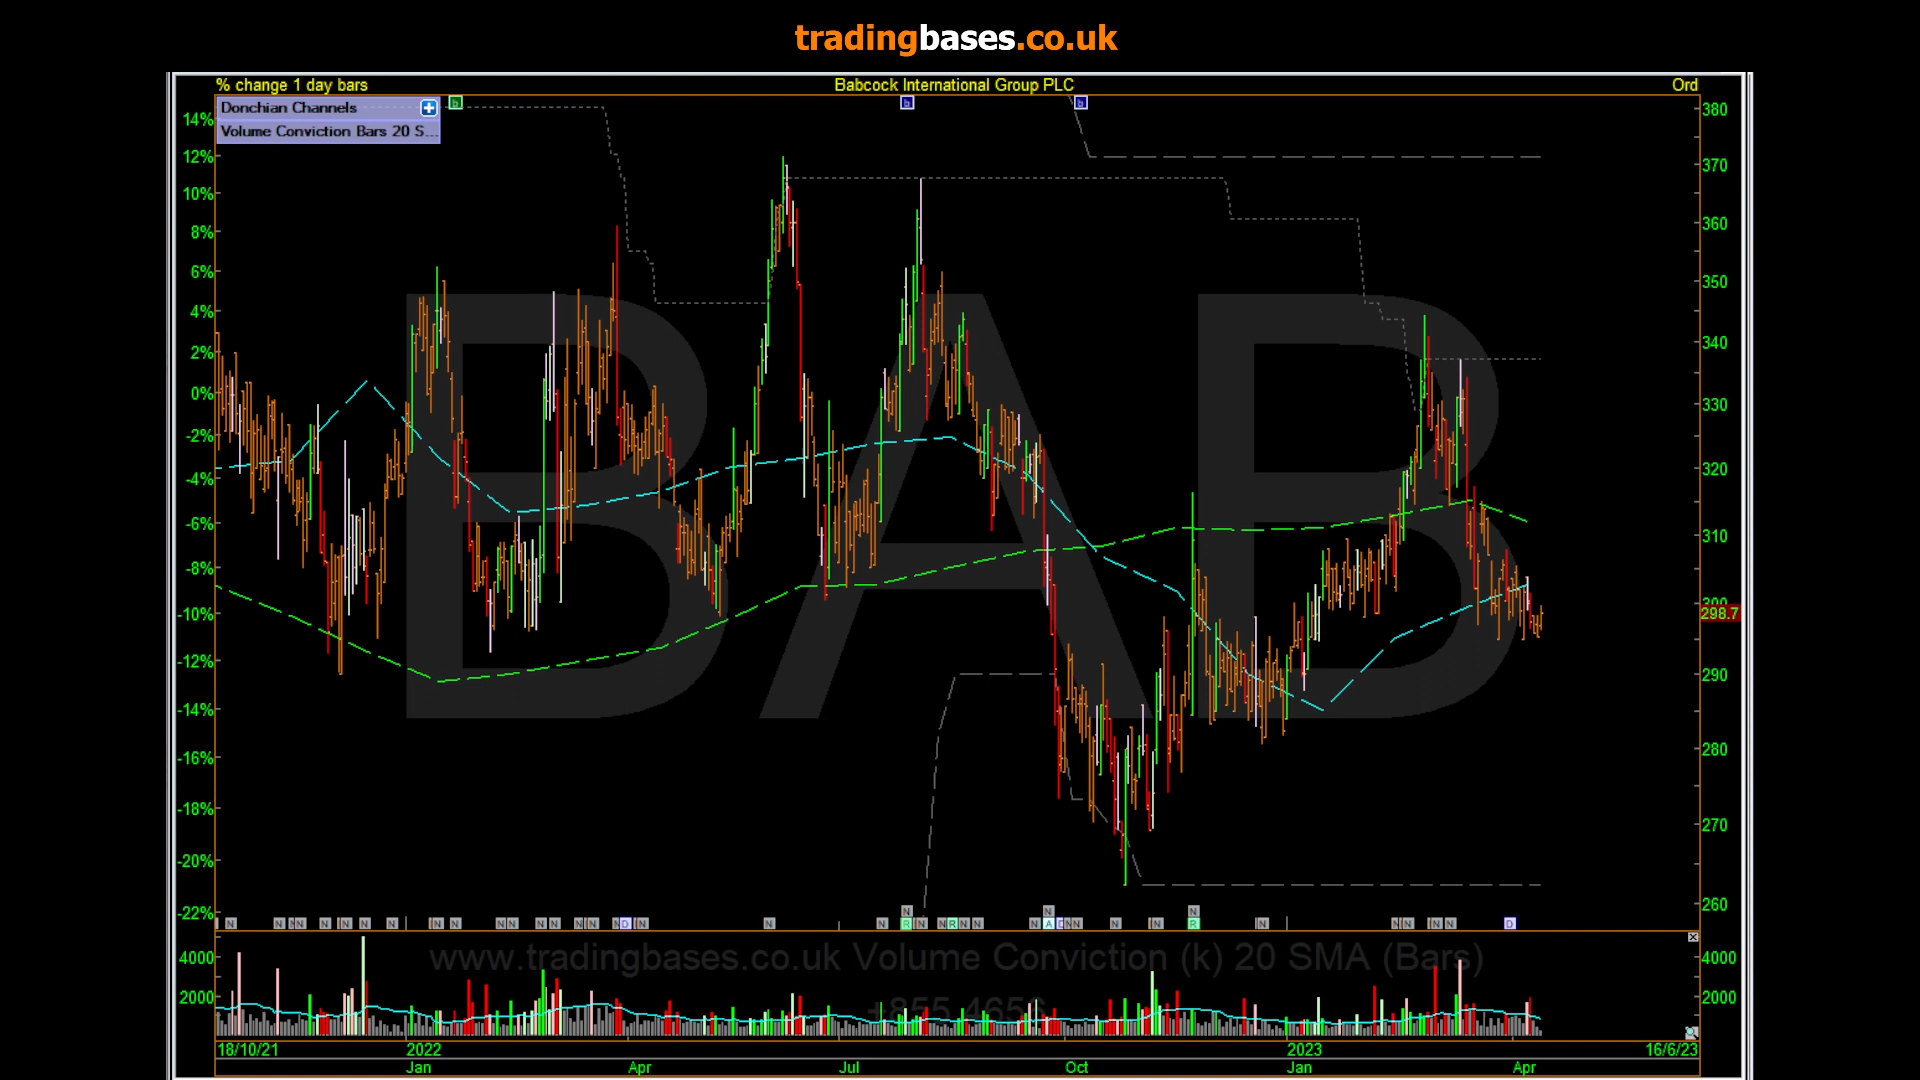 tradingbases.co.uk
% change 1 day bars Babcock International Group PLC Ord
Donchian Channels
Volume Conviction Bars 20 S...
b b b
14% 380
12% 370
10% 360
8% 350
6% 340
4% 330
2% 320
0% 310
-2% 300
-4% 298.7
-6% 290
-8% 280
-10% 270
-12% 260
-14%
-16%
-18%
-20%
-22%
BAB
N N N N N N N N N N N N N N N N N N D N N N N R N N R N N N N A D N N N N N R N N N N N D
www.tradingbases.co.uk Volume Conviction (k) 20 SMA (Bars)
4000 4000
2000 2000
18/10/21 2022 2023 16/6/23
Jan Apr Jul Oct Jan Apr